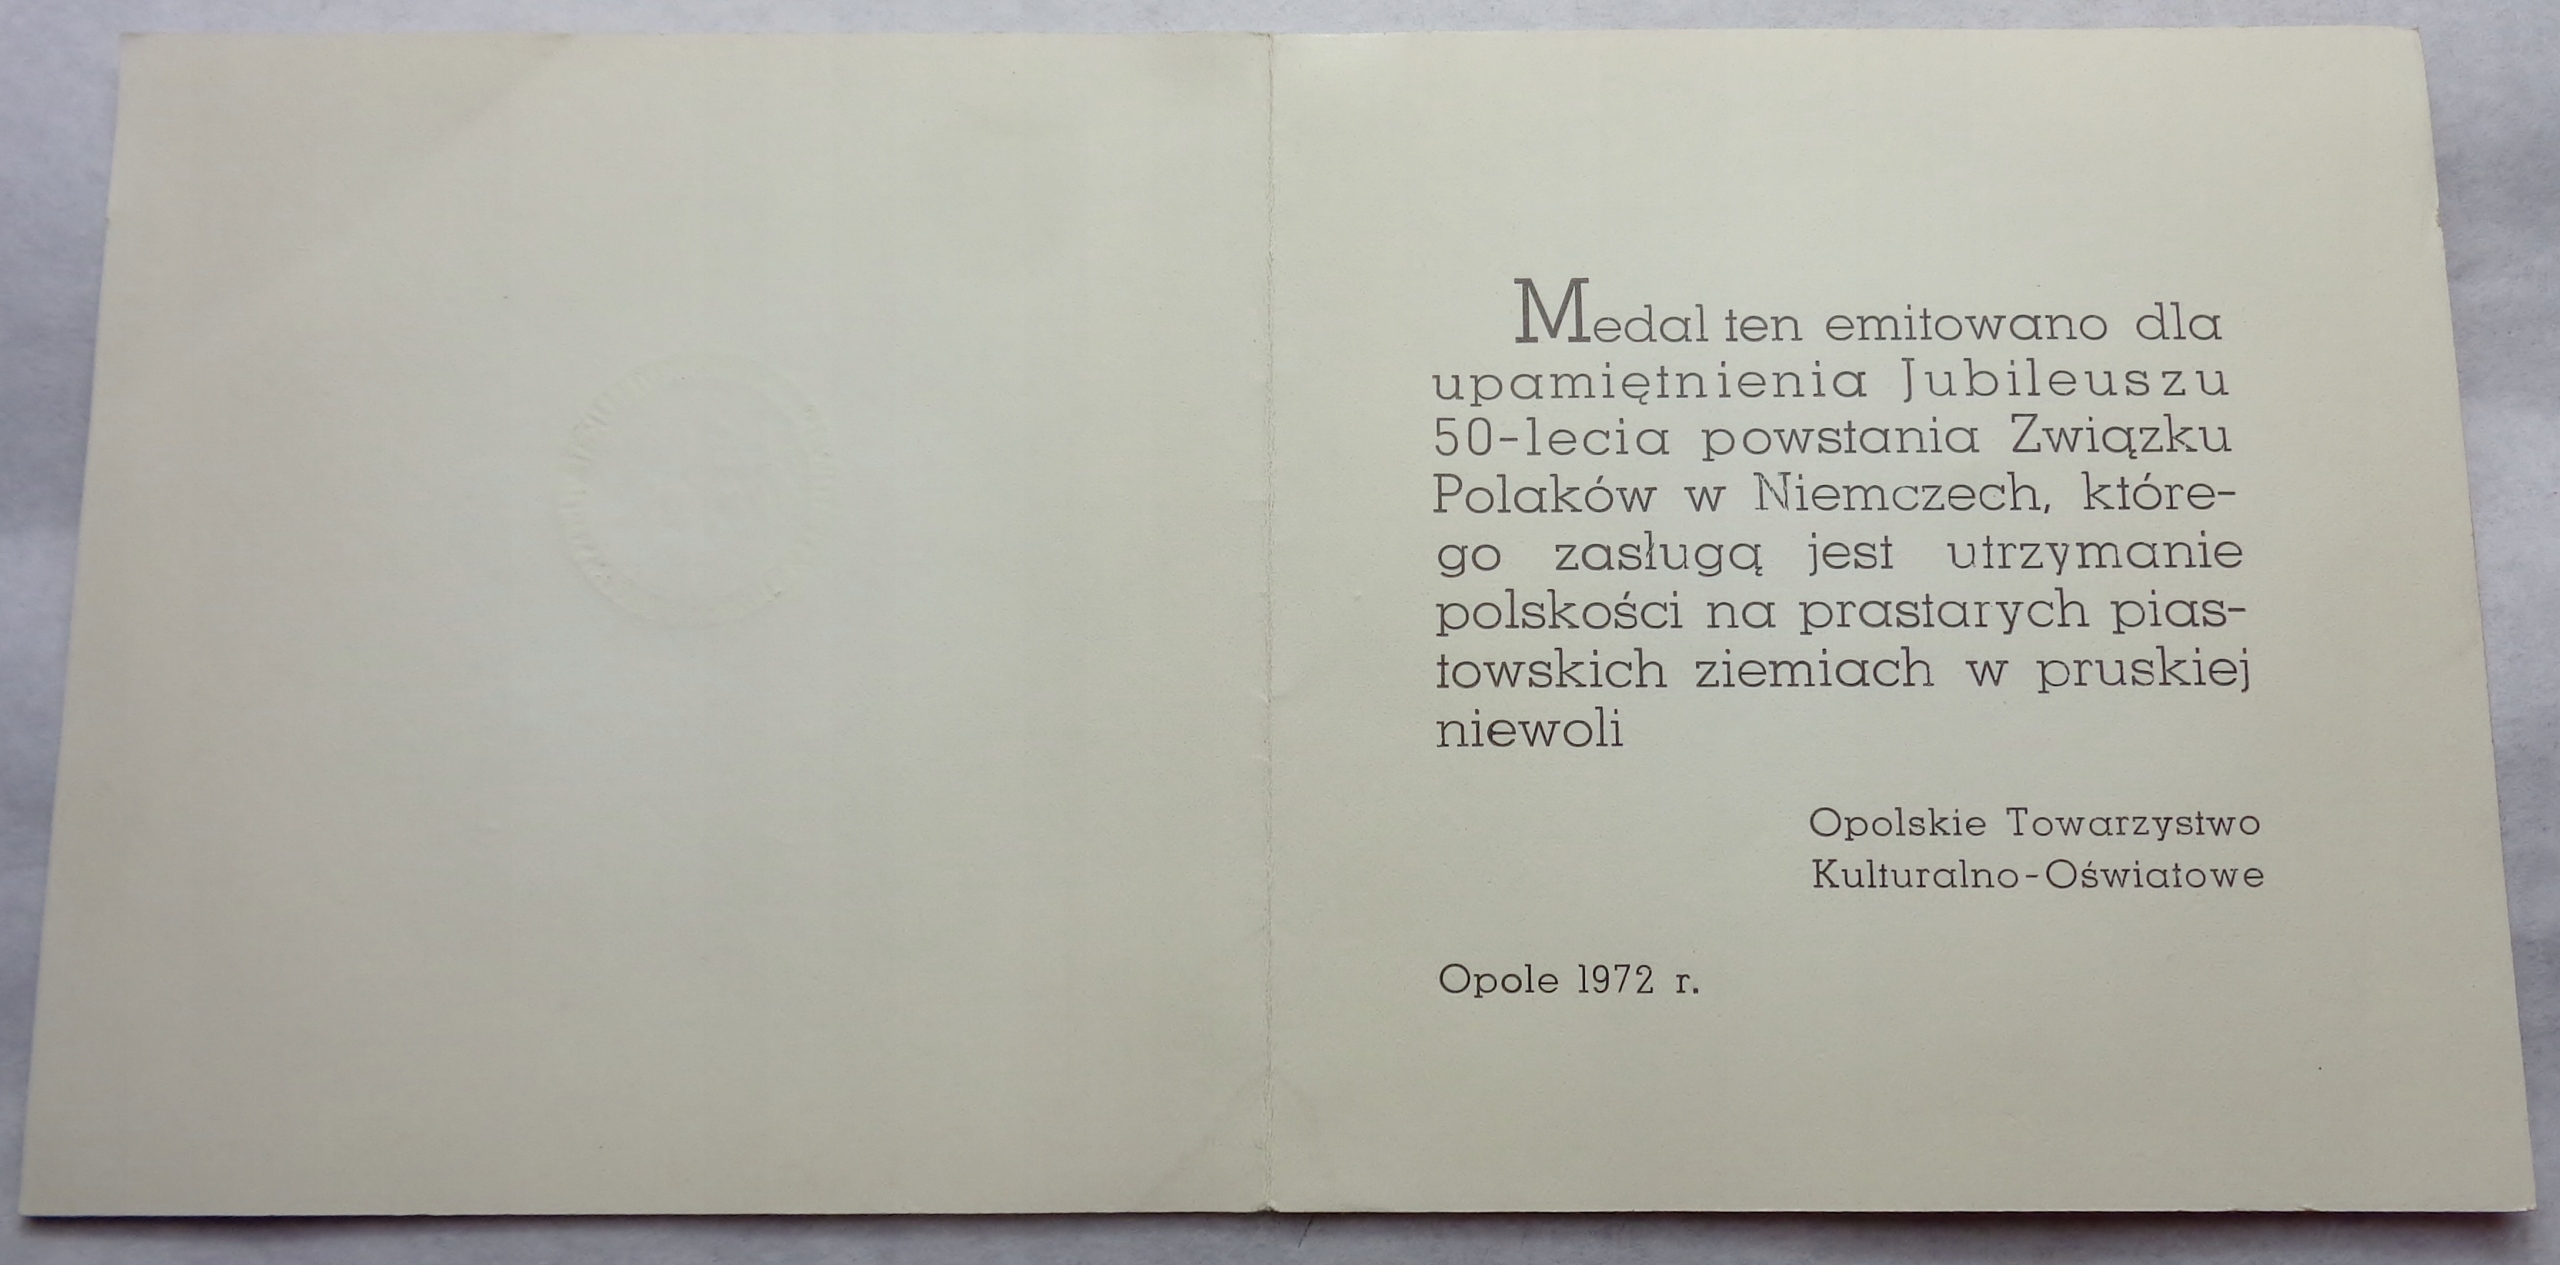 Medal ten emitowano dla
upamiętnienia Jubileuszu
50-lecia powstania Związku
Polaków w Niemczech, które-
go zasługą jest utrzymanie
polskości na prastarych pias-
towskich ziemiach w pruskiej
niewoli
Opolskie Towarzystwo
Kulturalno-Oświatowe
Opole 1972 r.